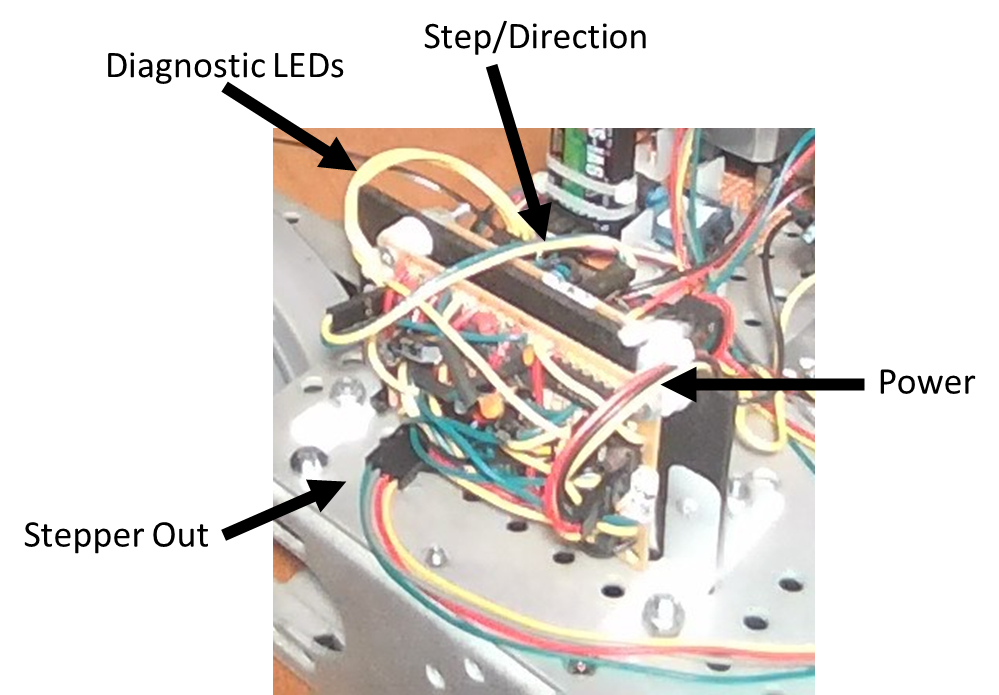 Step/Direction
Diagnostic LEDs
Power
Stepper Out